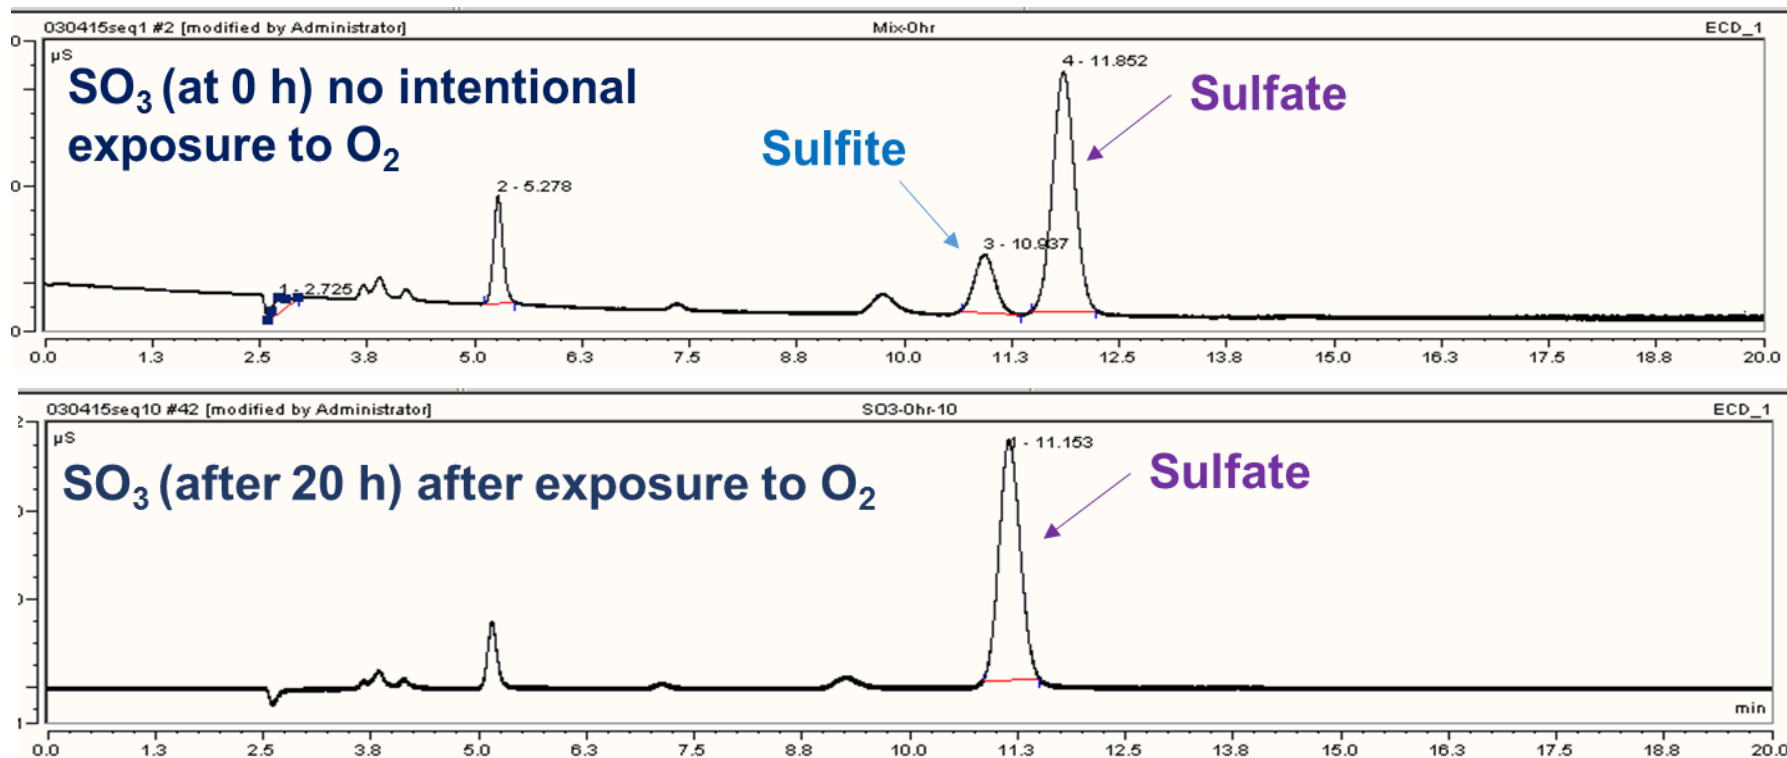 030415seq1 #2 [modified by Administrator] Mix-0hr ECD_1
µS
SO3 (at 0 h) no intentional
exposure to O2
Sulfite
Sulfate
1 - 2.725
2 - 5.278
3 - 10.937
4 - 11.852
0.0 1.3 2.5 3.8 5.0 6.3 7.5 8.8 10.0 11.3 12.5 13.8 15.0 16.3 17.5 18.8 20.0
030415seq10 #42 [modified by Administrator] SO3-0hr-10 ECD_1
µS
SO3 (after 20 h) after exposure to O2
1 - 11.153
Sulfate
min
0.0 1.3 2.5 3.8 5.0 6.3 7.5 8.8 10.0 11.3 12.5 13.8 15.0 16.3 17.5 18.8 20.0